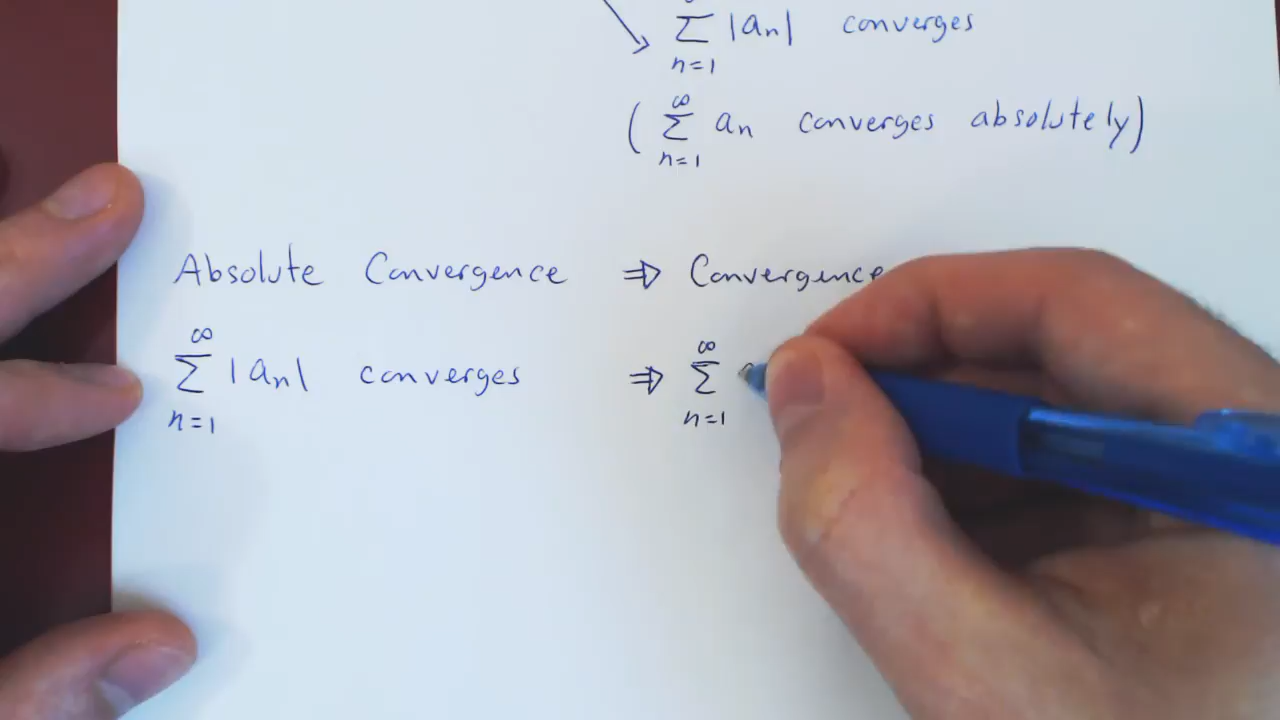 ∑ |an| converges
n=1
∞
( ∑ an converges absolutely)
n=1
Absolute Convergence ⇒ Convergence
∞ ∞
∑ |an| converges ⇒ ∑
n=1 n=1